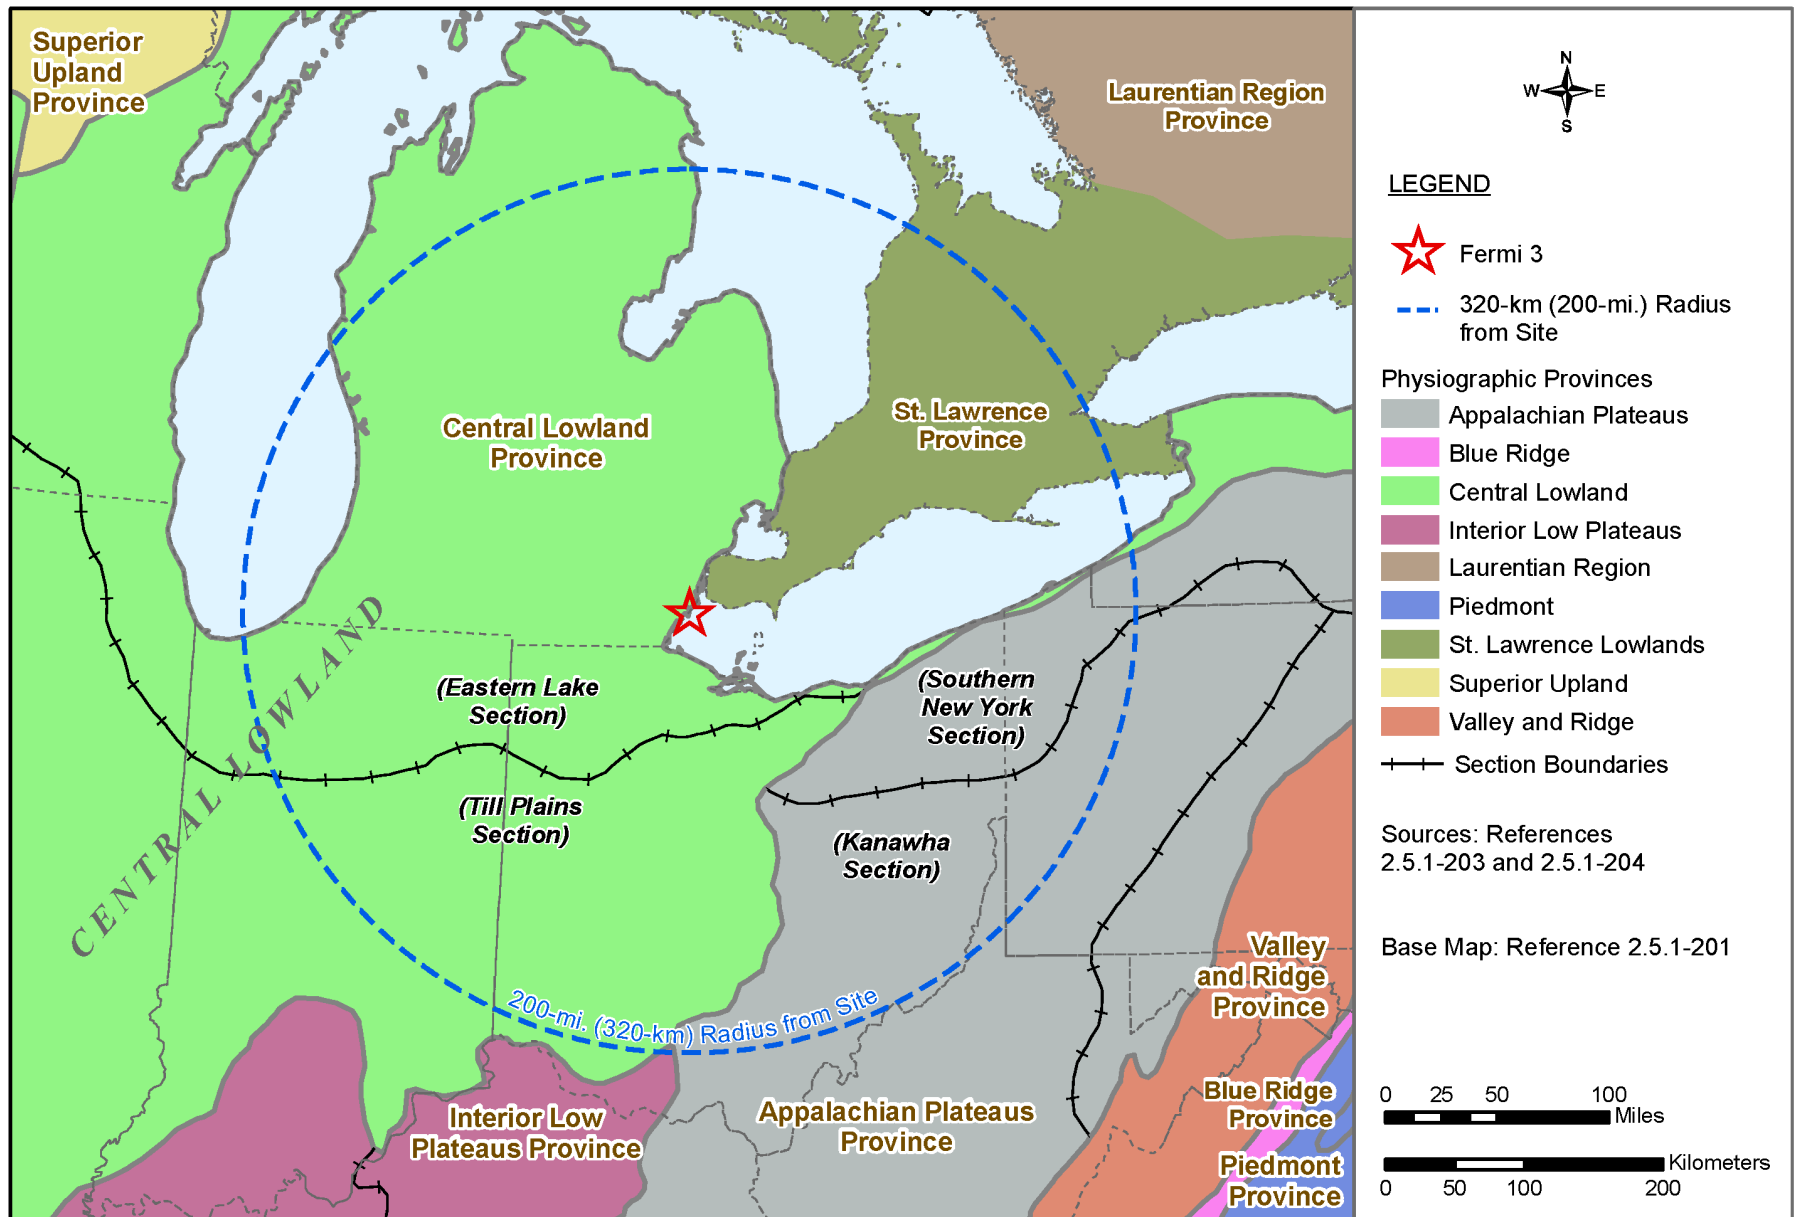 Superior
Upland
Province
Laurentian Region
Province
Central Lowland
Province
St. Lawrence
Province
CENTRAL LOWLAND
(Eastern Lake
Section)
(Southern
New York
Section)
(Till Plains
Section)
(Kanawha
Section)
Valley
and Ridge
Province
200-mi. (320-km) Radius from Site
Blue Ridge
Province
Interior Low
Plateaus Province
Appalachian Plateaus
Province
Piedmont
Province
N
W E
S
LEGEND
Fermi 3
320-km (200-mi.) Radius
from Site
Physiographic Provinces
Appalachian Plateaus
Blue Ridge
Central Lowland
Interior Low Plateaus
Laurentian Region
Piedmont
St. Lawrence Lowlands
Superior Upland
Valley and Ridge
Section Boundaries
Sources: References
2.5.1-203 and 2.5.1-204
Base Map: Reference 2.5.1-201
0 25 50 100
Miles
Kilometers
0 50 100 200